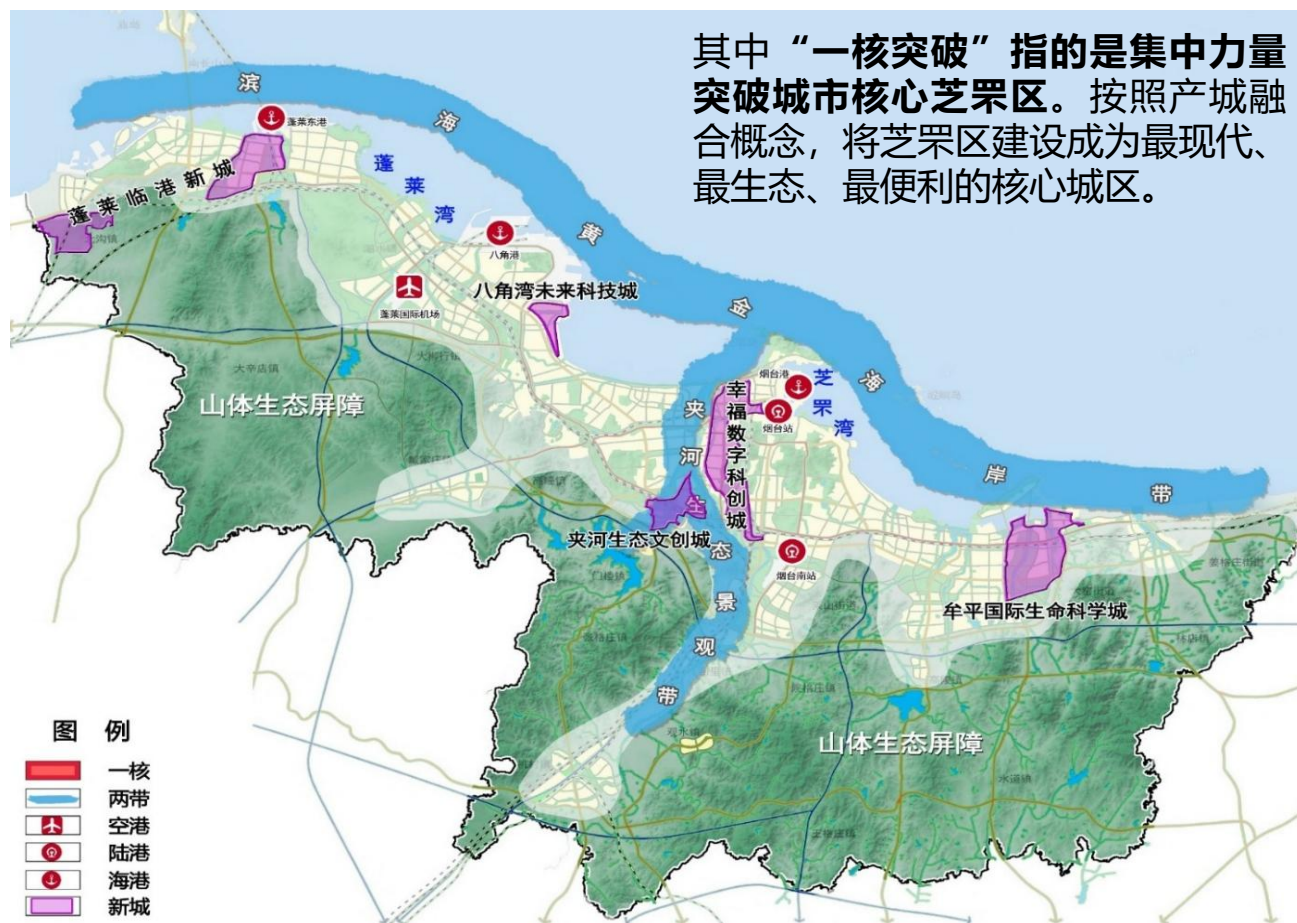 其中“一核突破”指的是集中力量
突破城市核心芝罘区。按照产城融
合概念，将芝罘区建设成为最现代、
最生态、最便利的核心城区。
滨海黄金海岸带
蓬莱东港
蓬莱临港新城
蓬莱湾
八角港
蓬莱国际机场
八角湾未来科技城
大辛店镇
山体生态屏障
烟台港
芝罘湾
烟台站
幸福数字科创城
夹河生态景观带
夹河生态文创城
烟台南站
牟平国际生命科学城
山体生态屏障
水道镇
图 例
一核
两带
空港
陆港
海港
新城